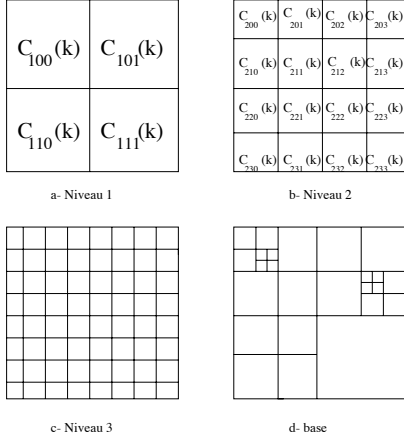 C100(k) C101(k)
C110(k) C111(k)
a- Niveau 1
C200(k) C201(k) C202(k) C203(k)
C210(k) C211(k) C212(k) C213(k)
C220(k) C221(k) C222(k) C223(k)
C230(k) C231(k) C232(k) C233(k)
b- Niveau 2
c- Niveau 3
d- base